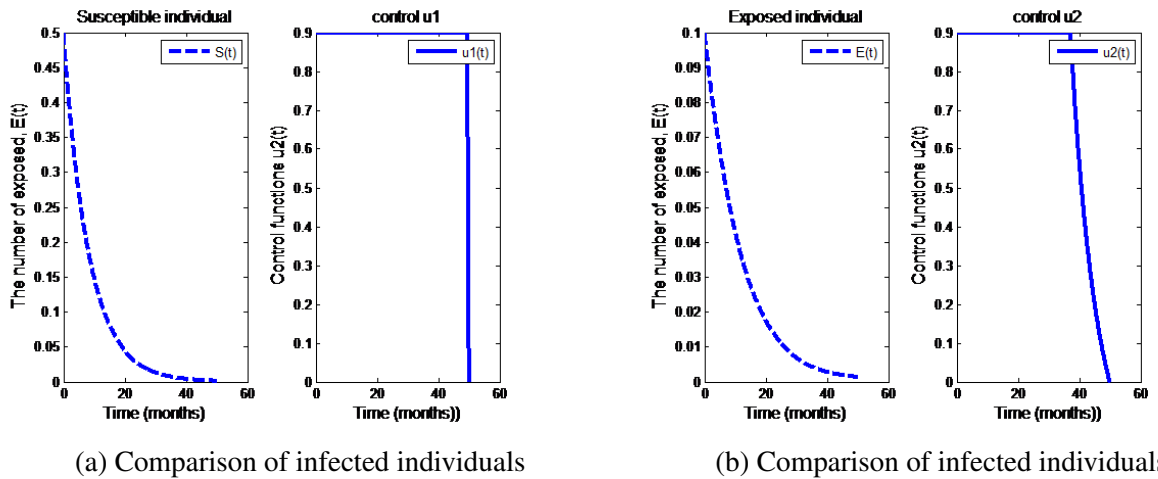 Susceptible individual
S(t)
The number of exposed, E(t)
0.5
0.45
0.4
0.35
0.3
0.25
0.2
0.15
0.1
0.05
0
0 20 40 60
Time (months)
control u1
u1(t)
Control functions u2(t)
0.9
0.8
0.7
0.6
0.5
0.4
0.3
0.2
0.1
0
0 20 40 60
Time (months))
(a) Comparison of infected individuals
Exposed individual
E(t)
The number of exposed, E(t)
0.1
0.09
0.08
0.07
0.06
0.05
0.04
0.03
0.02
0.01
0
0 20 40 60
Time (months)
control u2
u2(t)
Control functions u2(t)
0.9
0.8
0.7
0.6
0.5
0.4
0.3
0.2
0.1
0
0 20 40 60
Time (months))
(b) Comparison of infected individuals